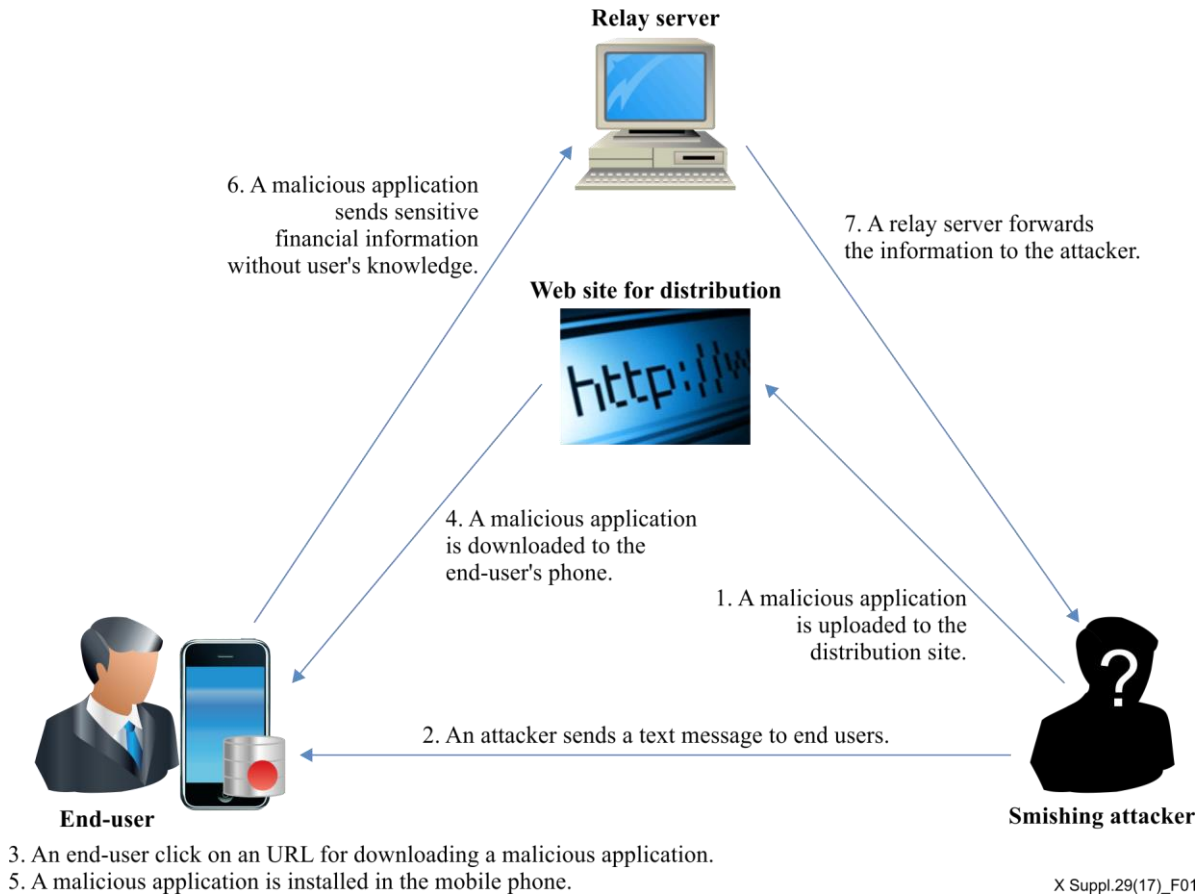 Relay server
6. A malicious application
sends sensitive
financial information
without user's knowledge.
7. A relay server forwards
the information to the attacker.
Web site for distribution
http://w
4. A malicious application
is downloaded to the
end-user's phone.
1. A malicious application
is uploaded to the
distribution site.
?
2. An attacker sends a text message to end users.
End-user
Smishing attacker
3. An end-user click on an URL for downloading a malicious application.
5. A malicious application is installed in the mobile phone.
X Suppl.29(17)_F01